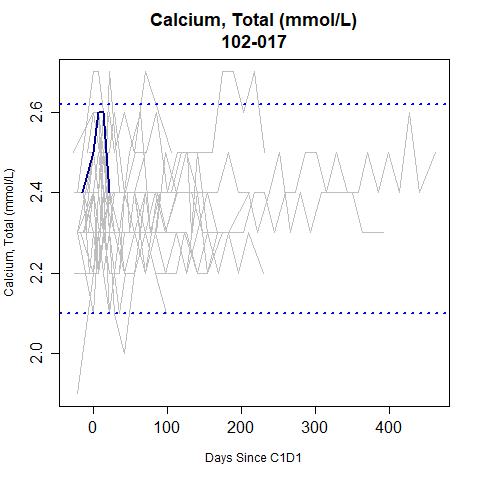 Calcium, Total (mmol/L)
102-017
Calcium, Total (mmol/L)
2.6
2.4
2.2
2.0
0 100 200 300 400
Days Since C1D1